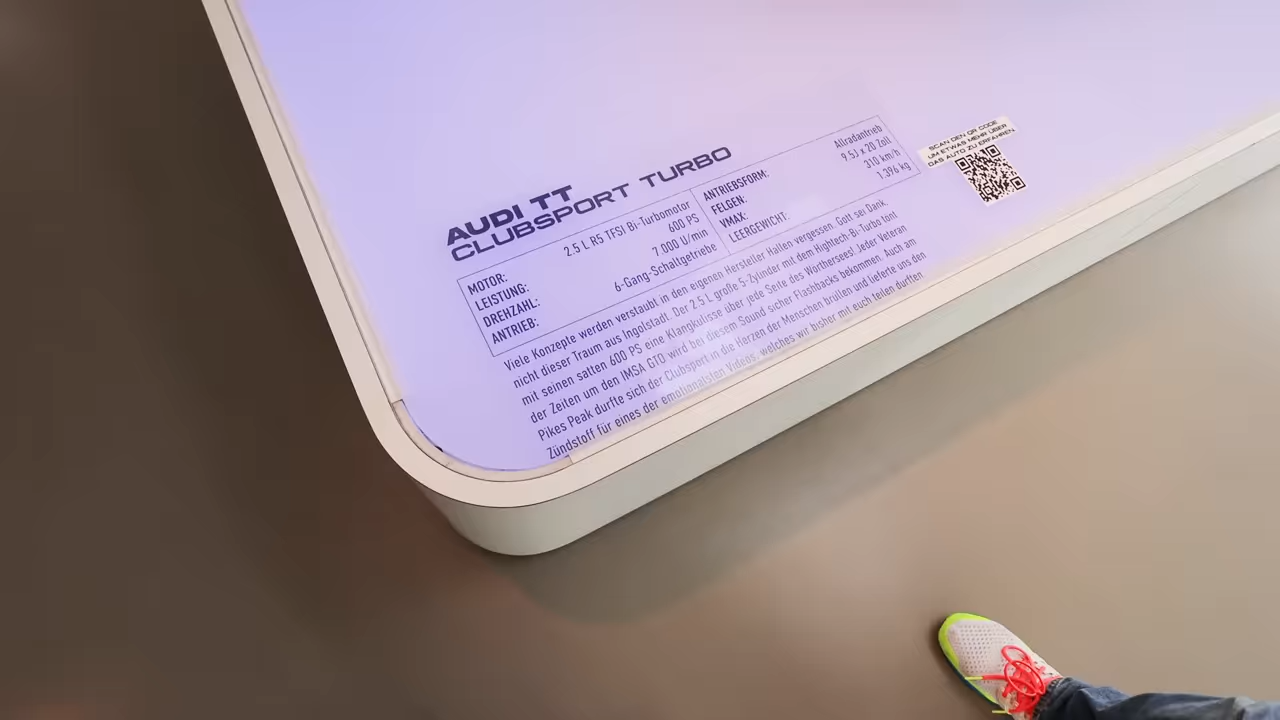 AUDI TT
CLUBSPORT TURBO
MOTOR: 2.5 L R5 TFSI Bi-Turbomotor
LEISTUNG: 600 PS
DREHZAHL: 7.000 U/min
ANTRIEB: 6-Gang-Schaltgetriebe
ANTRIEBSFORM: Allradantrieb
FELGEN: 9.5J x 20 Zoll
VMAX: 310 km/h
LEERGEWICHT: 1.396 kg
Viele Konzepte werden verstaubt in den eigenen Hersteller Hallen vergessen. Gott sei Dank,
nicht dieser Traum aus Ingolstadt. Der 2.5 L große 5-Zylinder mit dem Hightech-Bi-Turbo tont
mit seinen satten 600 PS eine Klangkulisse über jede Seite des Wörthersees! Jeder Veteran
der Zeiten um den IMSA GTO wird bei diesem Sound sicher Flashbacks bekommen. Auch am
Pikes Peak durfte sich der Clubsport in die Herzen der Menschen brüllen und lieferte uns den
Zündstoff für eines der emotionalsten Videos, welches wir bisher mit euch teilen durften
SCAN DEN QR CODE
UM ETWAS MEHR ÜBER
DAS AUTO ZU ERFAHREN